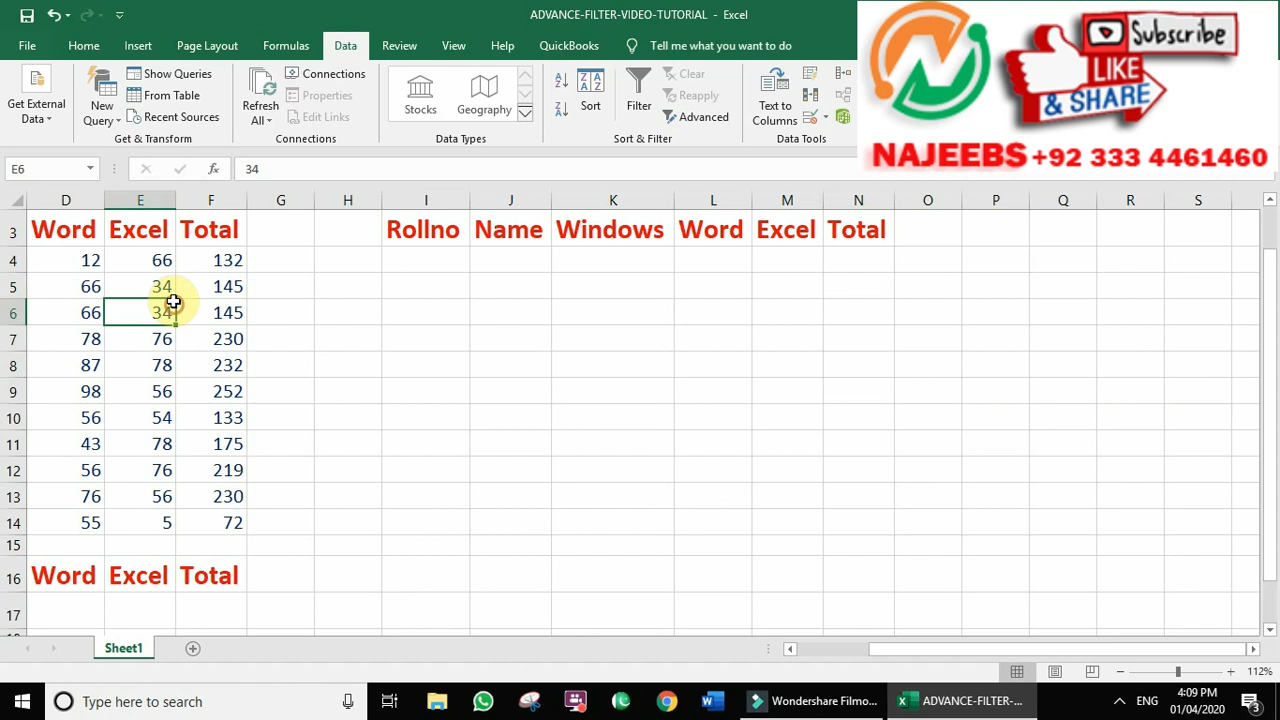 ADVANCE-FILTER-VIDEO-TUTORIAL - Excel
Subscribe
LIKE
& SHARE
NAJEEBS +92 333 4461460
File Home Insert Page Layout Formulas Data Review View Help QuickBooks Tell me what you want to do
Get External Data
New Query
Show Queries
From Table
Recent Sources
Get & Transform
Refresh All
Connections
Properties
Edit Links
Connections
Stocks
Geography
Data Types
Sort
Filter
Clear
Reapply
Advanced
Sort & Filter
Text to Columns
Data Tools
E6 fx 34
D E F G H I J K L M N O P Q R S
3 Word Excel Total Rollno Name Windows Word Excel Total
4 12 66 132
5 66 34 145
6 66 34 145
7 78 76 230
8 87 78 232
9 98 56 252
10 56 54 133
11 43 78 175
12 56 76 219
13 76 56 230
14 55 5 72
15
16 Word Excel Total
17
Sheet1
112%
Type here to search
Wondershare Filmo...
ADVANCE-FILTER-...
ENG
4:09 PM
01/04/2020
3